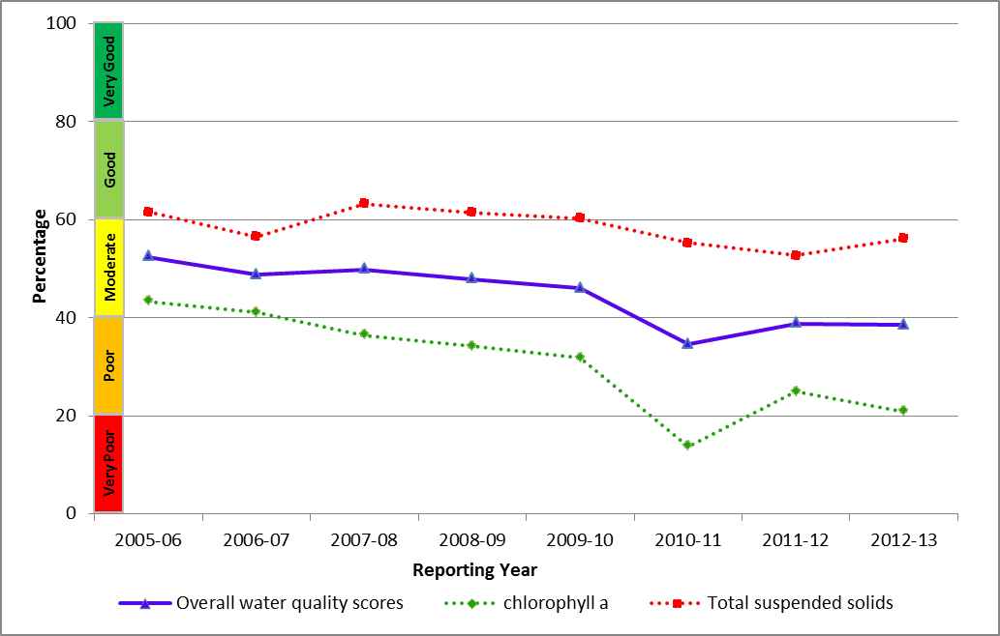 100
80
60
40
20
0
Percentage
Very Good
Good
Moderate
Poor
Very Poor
2005-06 2006-07 2007-08 2008-09 2009-10 2010-11 2011-12 2012-13
Reporting Year
Overall water quality scores chlorophyll a Total suspended solids